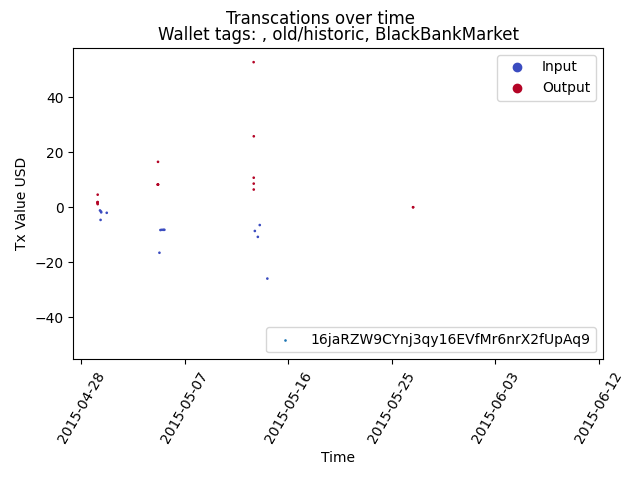 Transcations over time
Wallet tags: , old/historic, BlackBankMarket
Input
Output
40
20
0
−20
−40
Tx Value USD
16jaRZW9CYnj3qy16EVfMr6nrX2fUpAq9
2015-04-28
2015-05-07
2015-05-16
2015-05-25
2015-06-03
2015-06-12
Time